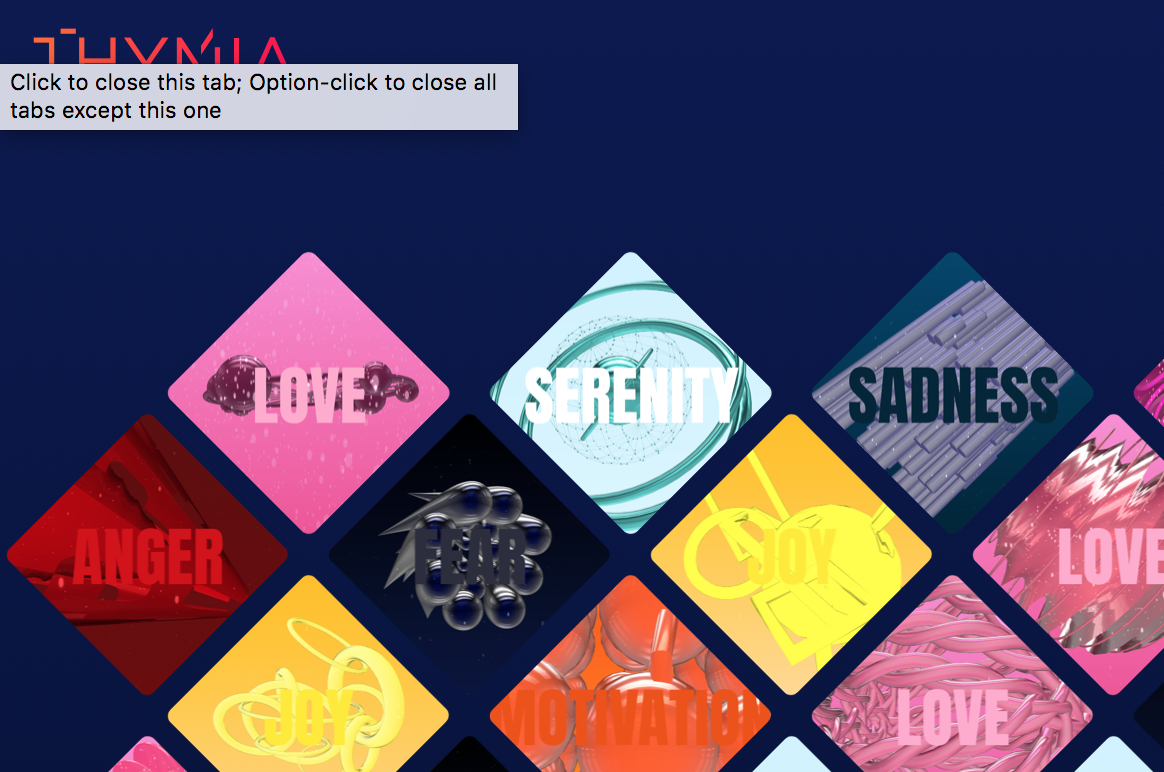 THYMIA
Click to close this tab; Option-click to close all
tabs except this one
LOVE
SERENITY
SADNESS
ANGER
FEAR
JOY
LOVE
JOY
MOTIVATION
LOVE